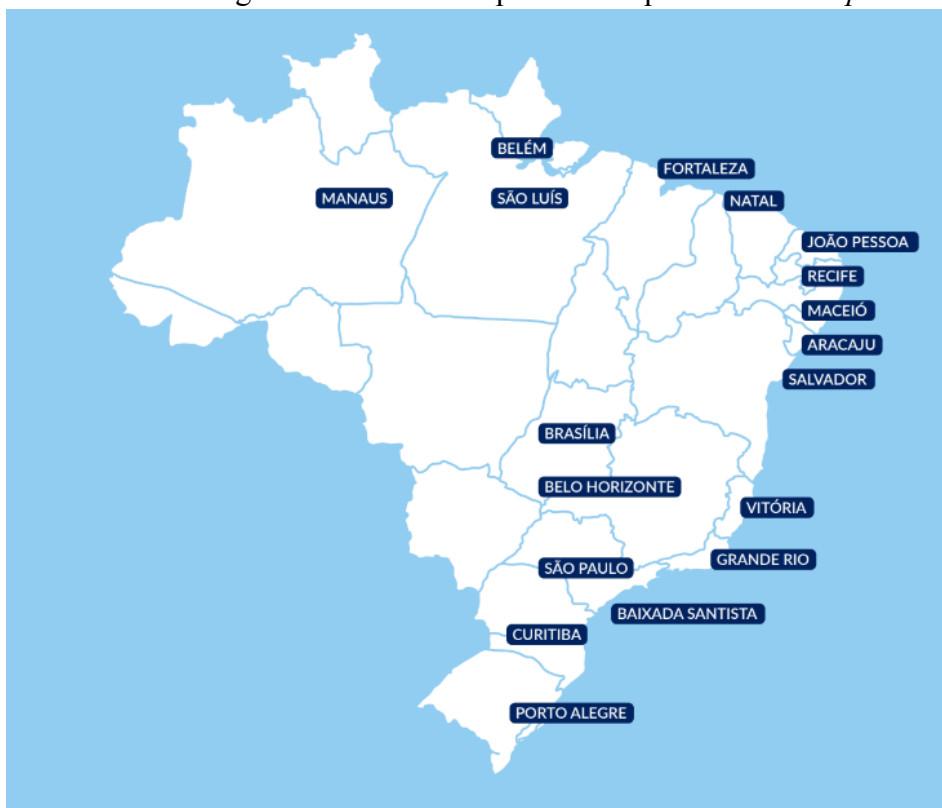 BELÉM
FORTALEZA
MANAUS
SÃO LUÍS
NATAL
JOÃO PESSOA
RECIFE
MACEIÓ
ARACAJU
SALVADOR
BRASÍLIA
BELO HORIZONTE
VITÓRIA
GRANDE RIO
SÃO PAULO
BAIXADA SANTISTA
CURITIBA
PORTO ALEGRE